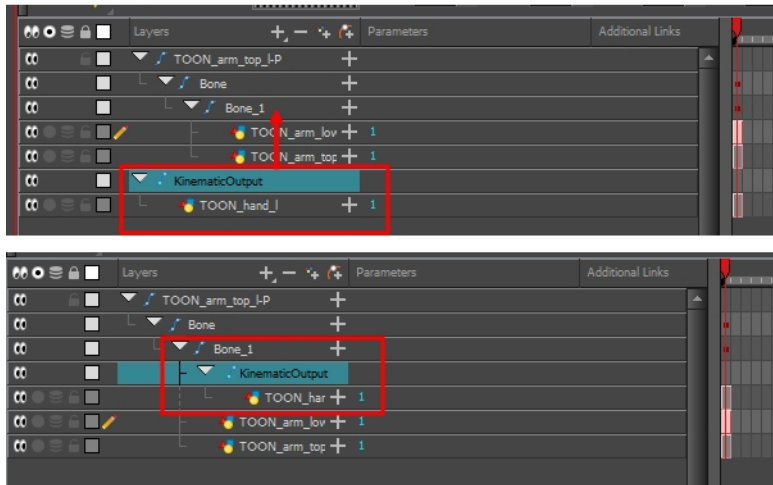 Layers Parameters Additional Links
TOON_arm_top_l-P
Bone
Bone_1
TOON_arm_lov 1
TOON_arm_top 1
KinematicOutput
TOON_hand_l 1
Layers Parameters Additional Links
TOON_arm_top_l-P
Bone
Bone_1
KinematicOutput
TOON_har 1
TOON_arm_lov 1
TOON_arm_top 1